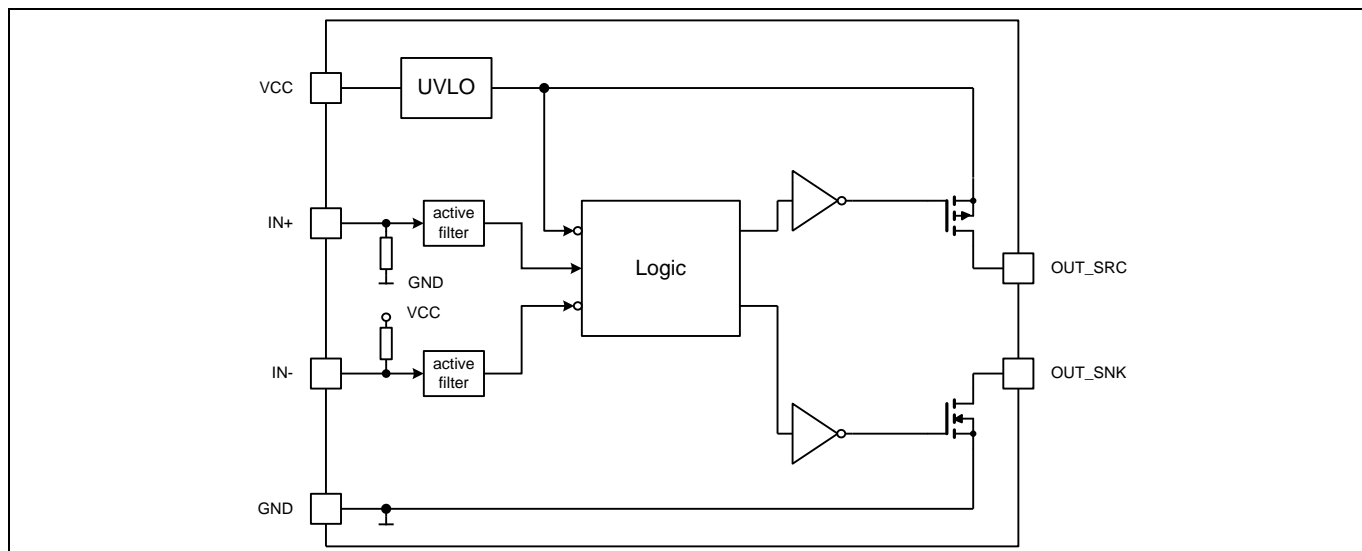 VCC
UVLO
IN+
active
filter
GND
VCC
Logic
OUT_SRC
IN-
active
filter
OUT_SNK
GND